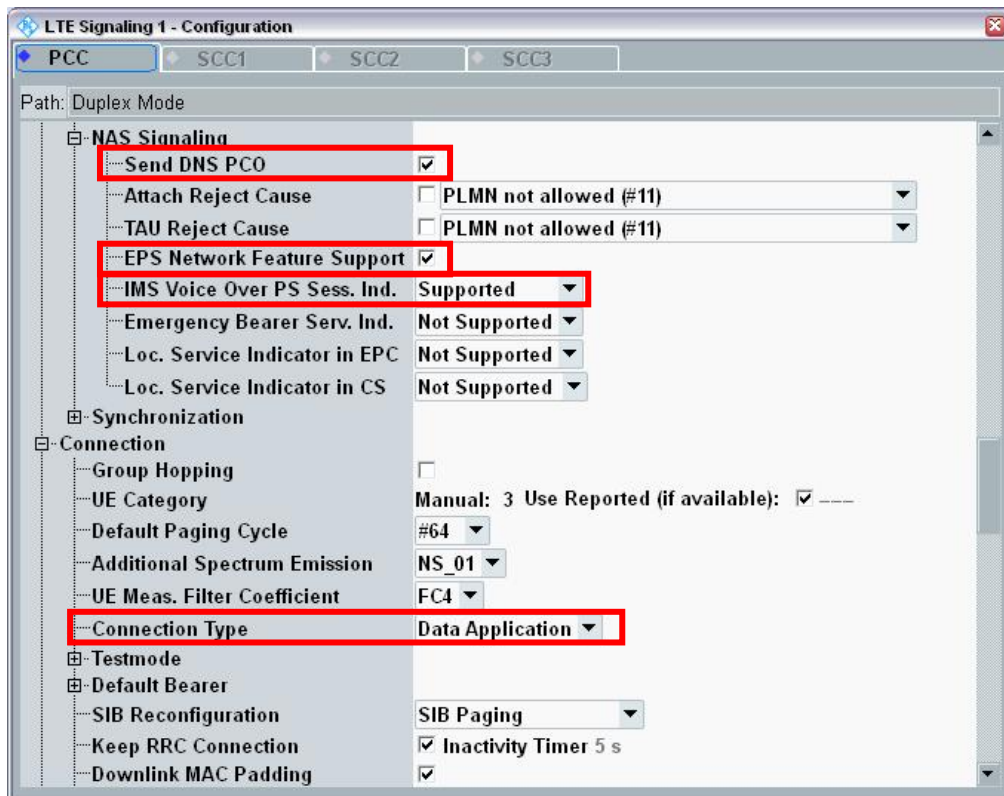 LTE Signaling 1 - Configuration
PCC SCC1 SCC2 SCC3
Path: Duplex Mode
NAS Signaling
Send DNS PCO
Attach Reject Cause PLMN not allowed (#11)
TAU Reject Cause PLMN not allowed (#11)
EPS Network Feature Support
IMS Voice Over PS Sess. Ind. Supported
Emergency Bearer Serv. Ind. Not Supported
Loc. Service Indicator in EPC Not Supported
Loc. Service Indicator in CS Not Supported
Synchronization
Connection
Group Hopping
UE Category Manual: 3 Use Reported (if available): ---
Default Paging Cycle #64
Additional Spectrum Emission NS_01
UE Meas. Filter Coefficient FC4
Connection Type Data Application
Testmode
Default Bearer
SIB Reconfiguration SIB Paging
Keep RRC Connection Inactivity Timer 5 s
Downlink MAC Padding